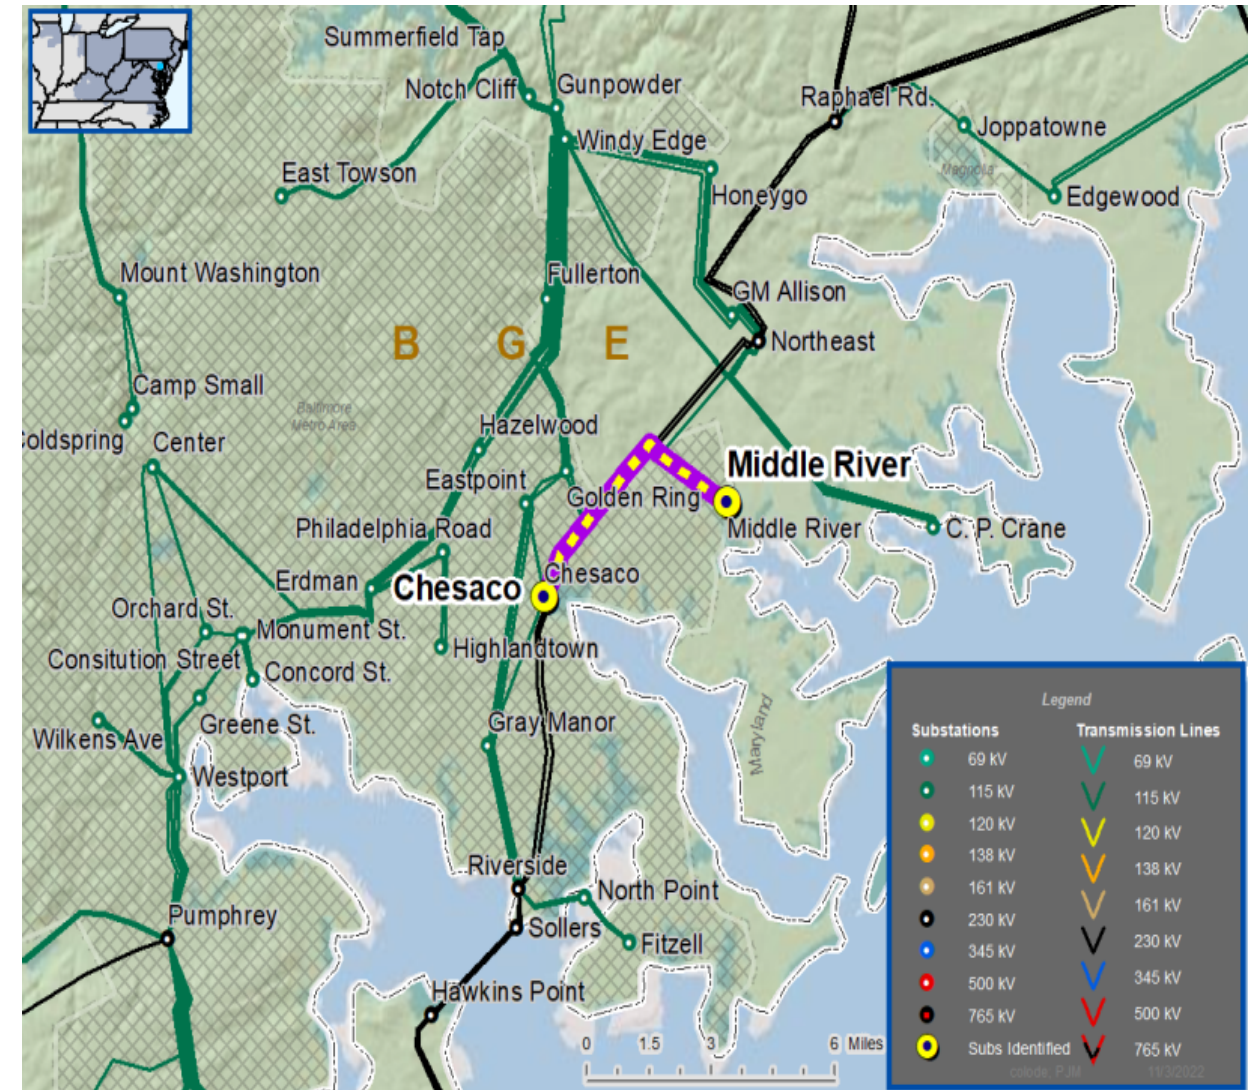 Summerfield Tap
Notch Cliff
Gunpowder
Raphael Rd.
Windy Edge
Joppatowne
East Towson
Magnolia
Honeygo
Edgewood
Mount Washington
Fullerton
GM Allison
B G E
Northeast
Camp Small
Baltimore
Metro Area
Coldspring
Center
Hazelwood
Eastpoint
Middle River
Golden Ring
Philadelphia Road
Middle River
C. P. Crane
Erdman
Chesaco
Chesaco
Orchard St.
Monument St.
Consitution Street
Highlandtown
Concord St.
Greene St.
Wilkens Ave
Gray Manor
Maryland
Westport
Riverside
North Point
Pumphrey
Sollers
Fitzell
Hawkins Point
0 1.5 3 6 Miles
Legend
Substations
69 kV
115 kV
120 kV
138 kV
161 kV
230 kV
345 kV
500 kV
765 kV
Subs Identified
Transmission Lines
69 kV
115 kV
120 kV
138 kV
161 kV
230 kV
345 kV
500 kV
765 kV
PJM
11/3/2022